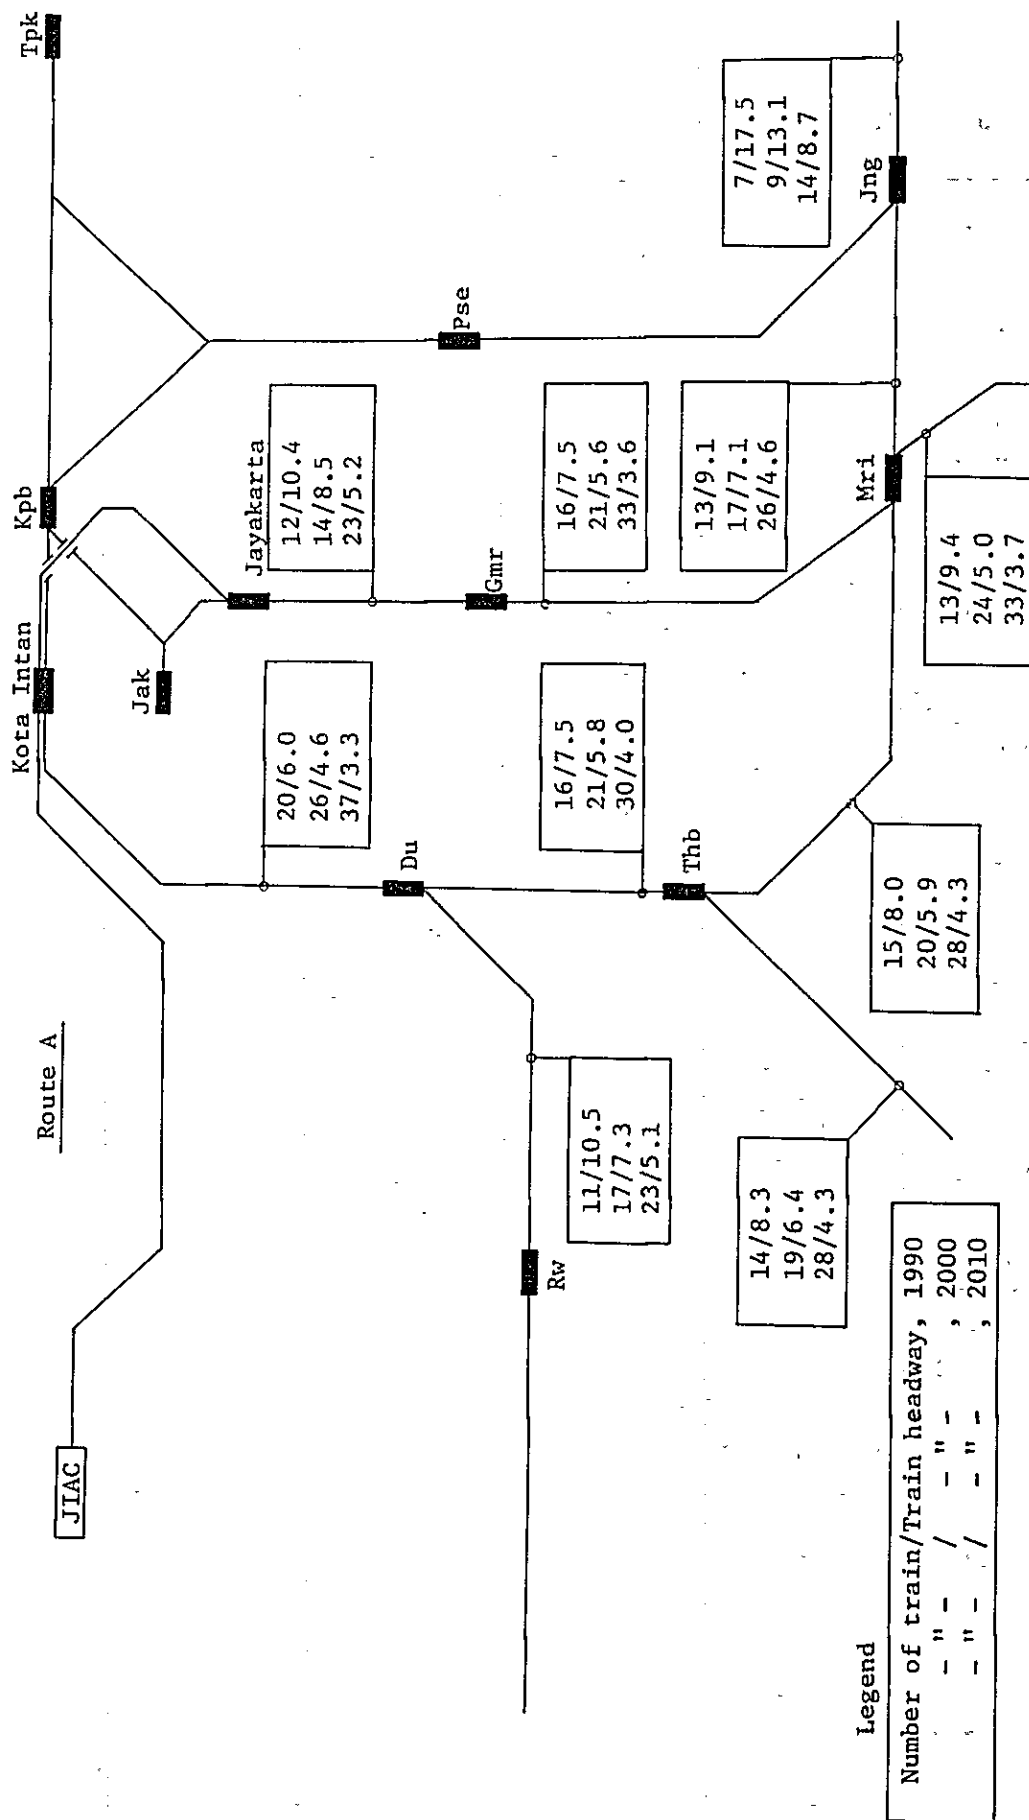 Route A
JIAC
Kota Intan
Kpb
Tpk
Jak
Jayakarta
12/10.4
14/8.5
23/5.2
20/6.0
26/4.6
37/3.3
Du
Gmr
Pse
16/7.5
21/5.6
33/3.6
16/7.5
21/5.8
30/4.0
Rw
11/10.5
17/7.3
23/5.1
Thb
13/9.1
17/7.1
26/4.6
7/17.5
9/13.1
14/8.7
Mri
Jng
14/8.3
19/6.4
28/4.3
15/8.0
20/5.9
28/4.3
13/9.4
24/5.0
33/3.7
Legend
Number of train/Train headway, 1990
- " - / - " - , 2000
- " - / - " - , 2010